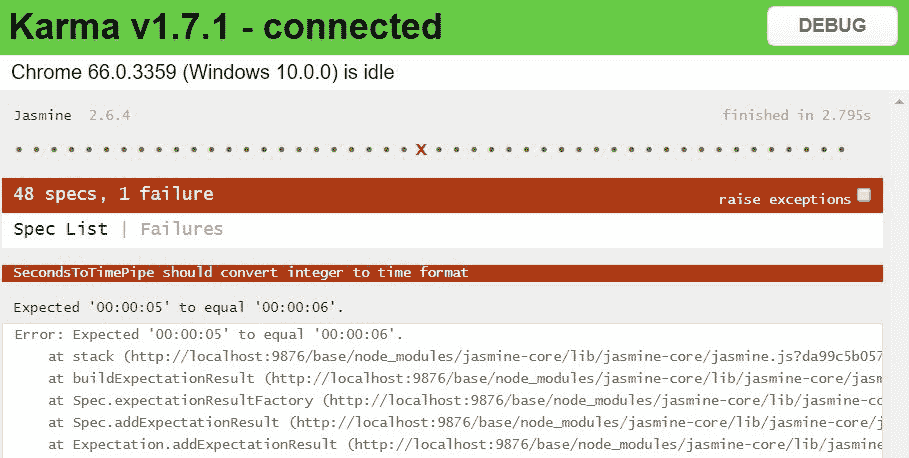 Karma v1.7.1 - connected
DEBUG
Chrome 66.0.3359 (Windows 10.0.0) is idle
Jasmine 2.6.4
finished in 2.795s
X
48 specs, 1 failure
raise exceptions
Spec List | Failures
SecondsToTimePipe should convert integer to time format
Expected '00:00:05' to equal '00:00:06'.
Error: Expected '00:00:05' to equal '00:00:06'.
at stack (http://localhost:9876/base/node_modules/jasmine-core/lib/jasmine-core/jasmine.js?da99c5b057
at buildExpectationResult (http://localhost:9876/base/node_modules/jasmine-core/lib/jasmine-core/jasm
at Spec.expectationResultFactory (http://localhost:9876/base/node_modules/jasmine-core/lib/jasmine-co
at Spec.addExpectationResult (http://localhost:9876/base/node_modules/jasmine-core/lib/jasmine-core/j
at Expectation.addExpectationResult (http://localhost:9876/base/node_modules/jasmine-core/lib/jasmine